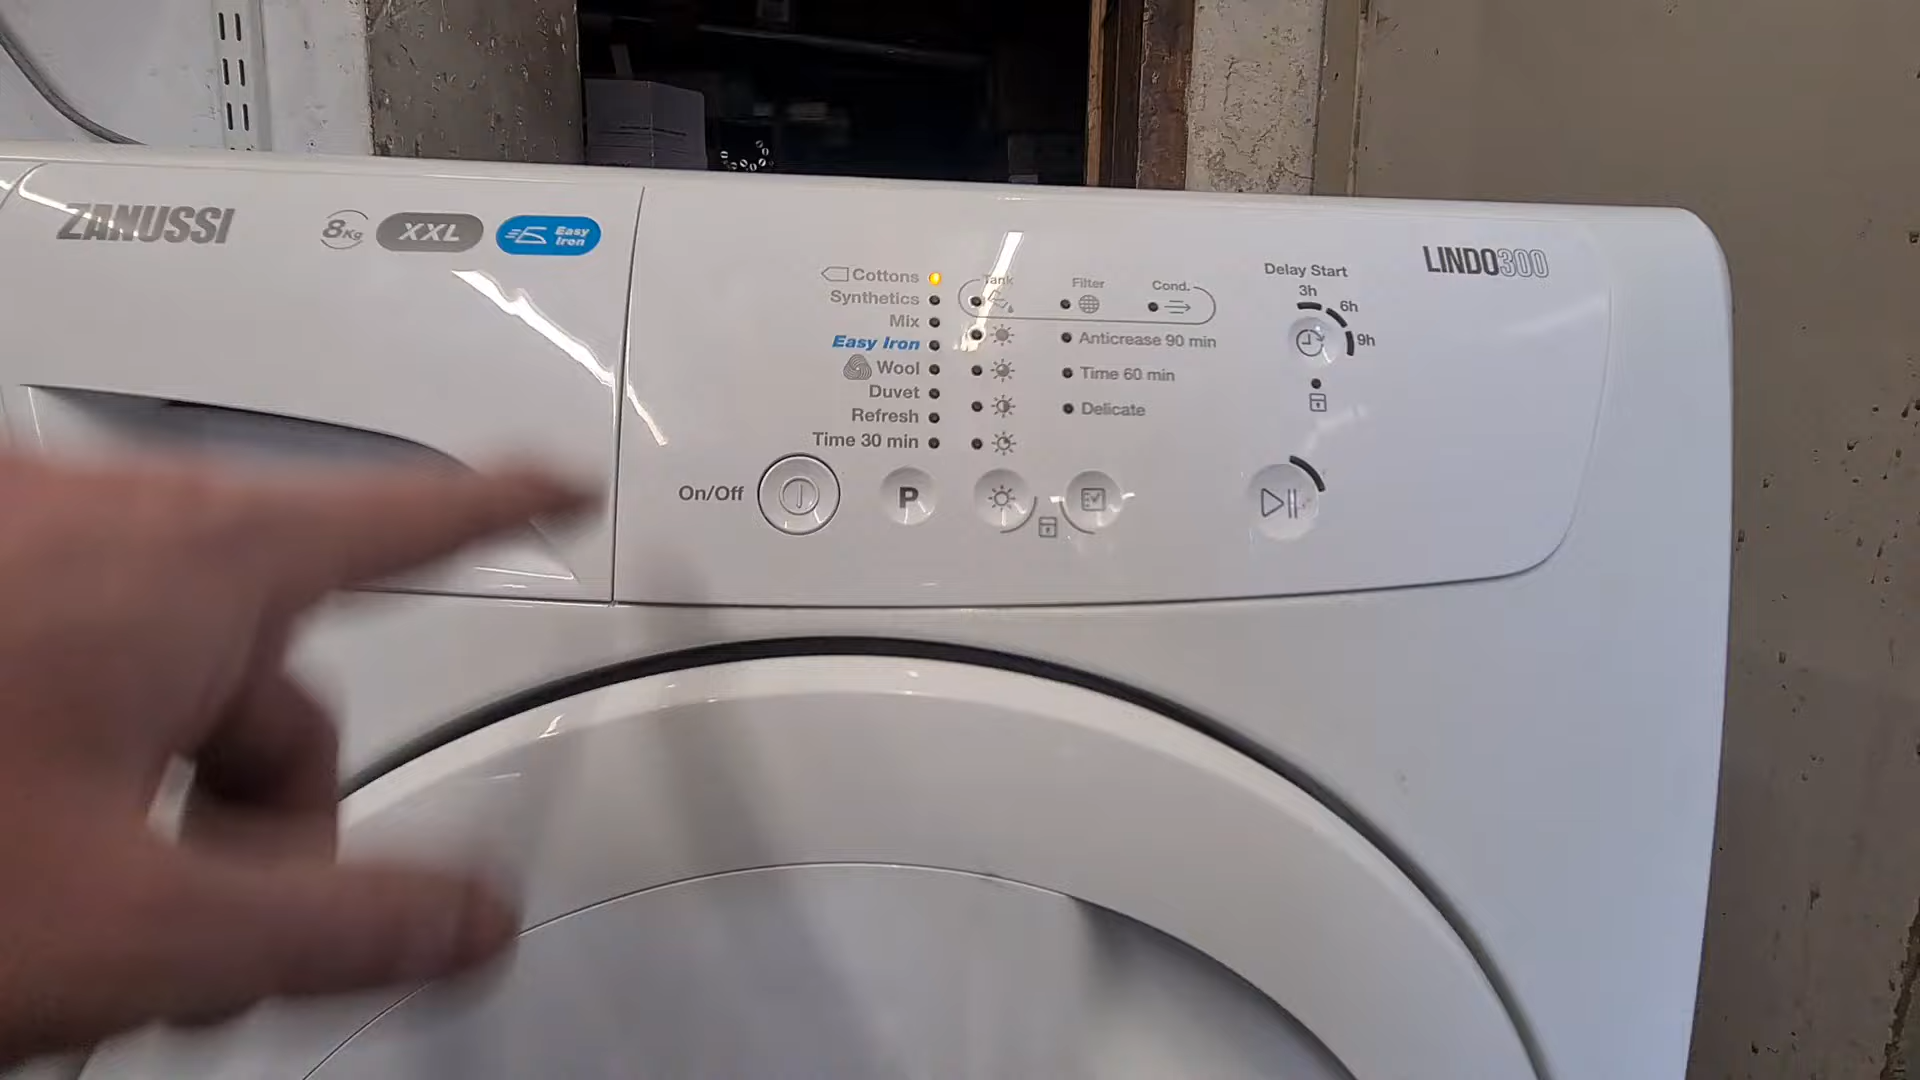 ZANUSSI
8Kg
XXL
Easy
Iron
LINDO300
Cottons
Synthetics
Mix
Easy Iron
Wool
Duvet
Refresh
Time 30 min
Tank
Filter
Cond.
Anticrease 90 min
Time 60 min
Delicate
Delay Start
3h
6h
9h
On/Off
P